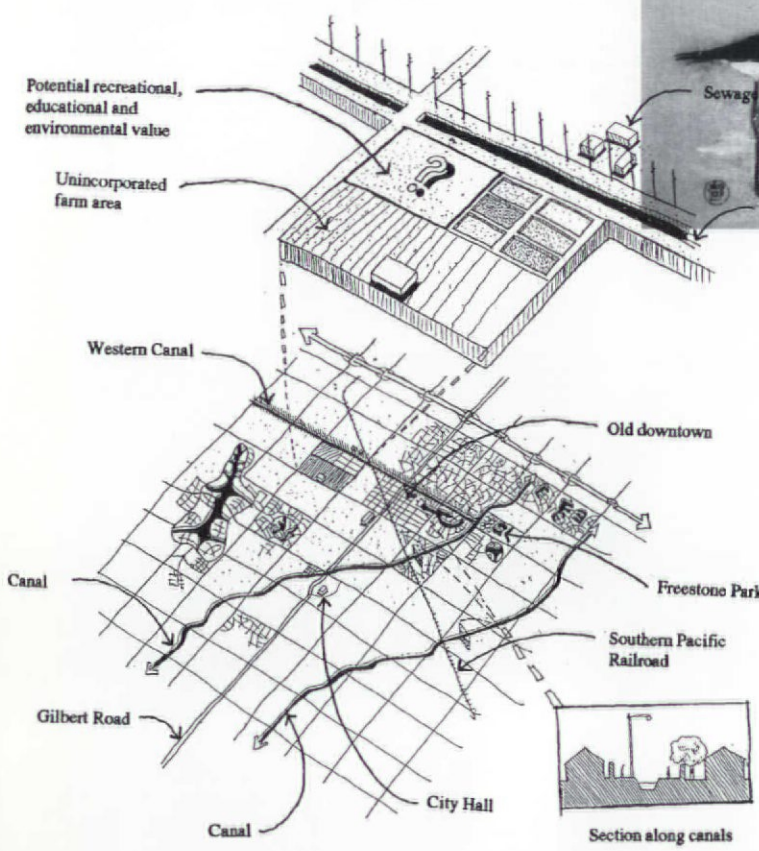 Potential recreational,
educational and
environmental value
Sewage
Unincorporated
farm area
?
Western Canal
Old downtown
Canal
Freestone Park
Southern Pacific
Railroad
Gilbert Road
City Hall
Canal
Section along canals